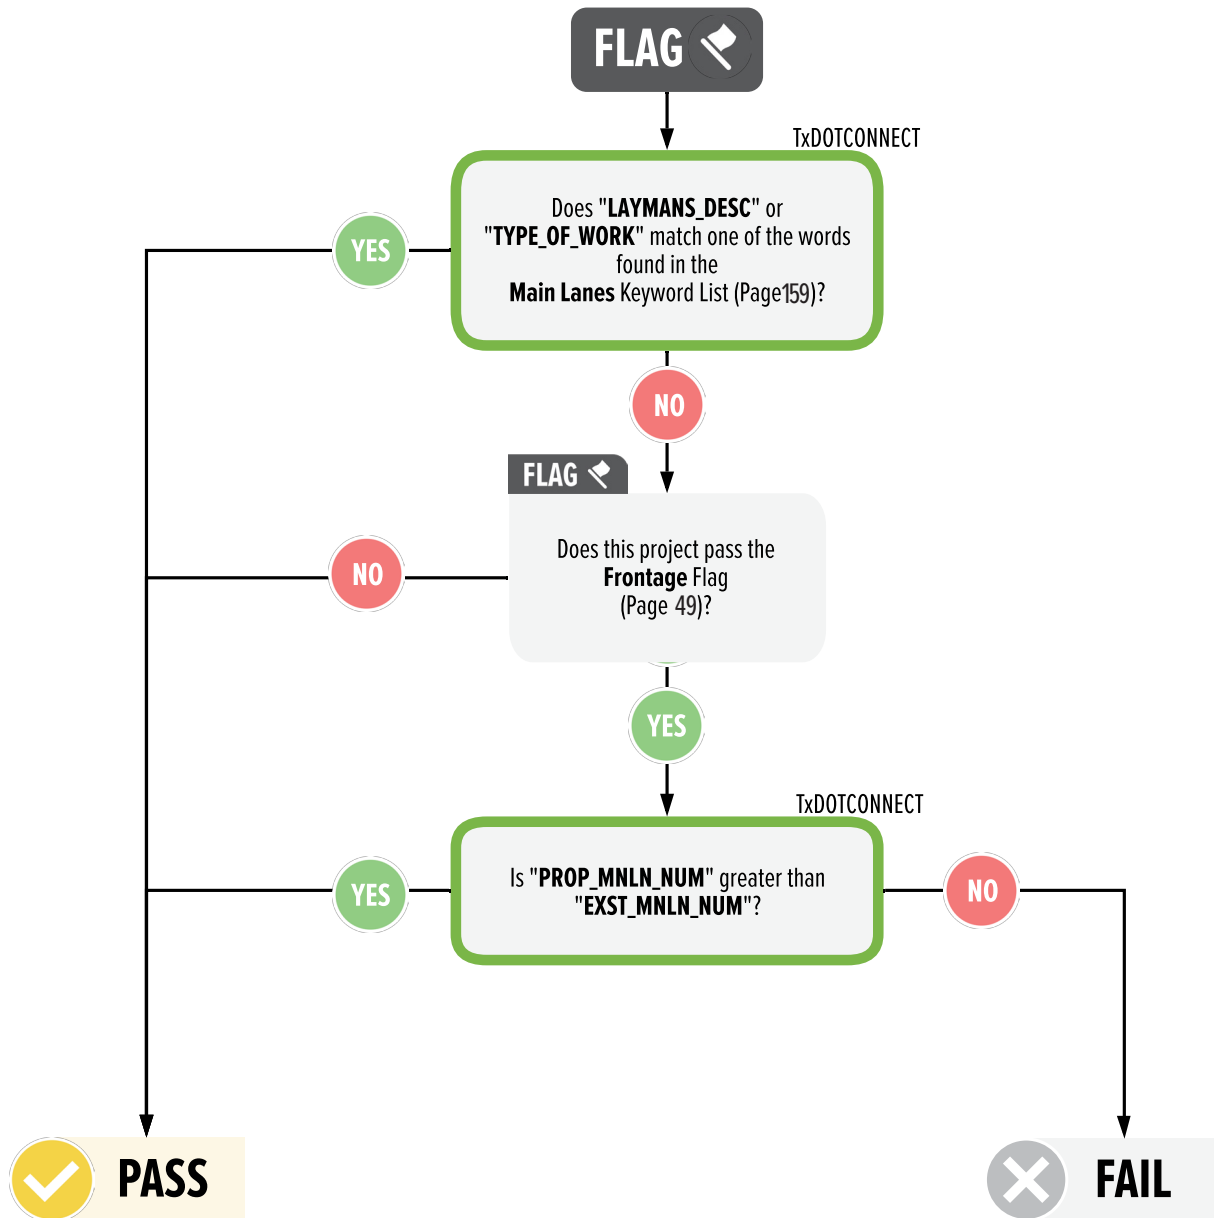 FLAG
TxDOTCONNECT
Does "LAYMANS_DESC" or
"TYPE_OF_WORK" match one of the words
found in the
Main Lanes Keyword List (Page159)?
YES
NO
FLAG
Does this project pass the
Frontage Flag
(Page 49)?
NO
YES
TxDOTCONNECT
Is "PROP_MNLN_NUM" greater than
"EXST_MNLN_NUM"?
YES
NO
PASS
FAIL